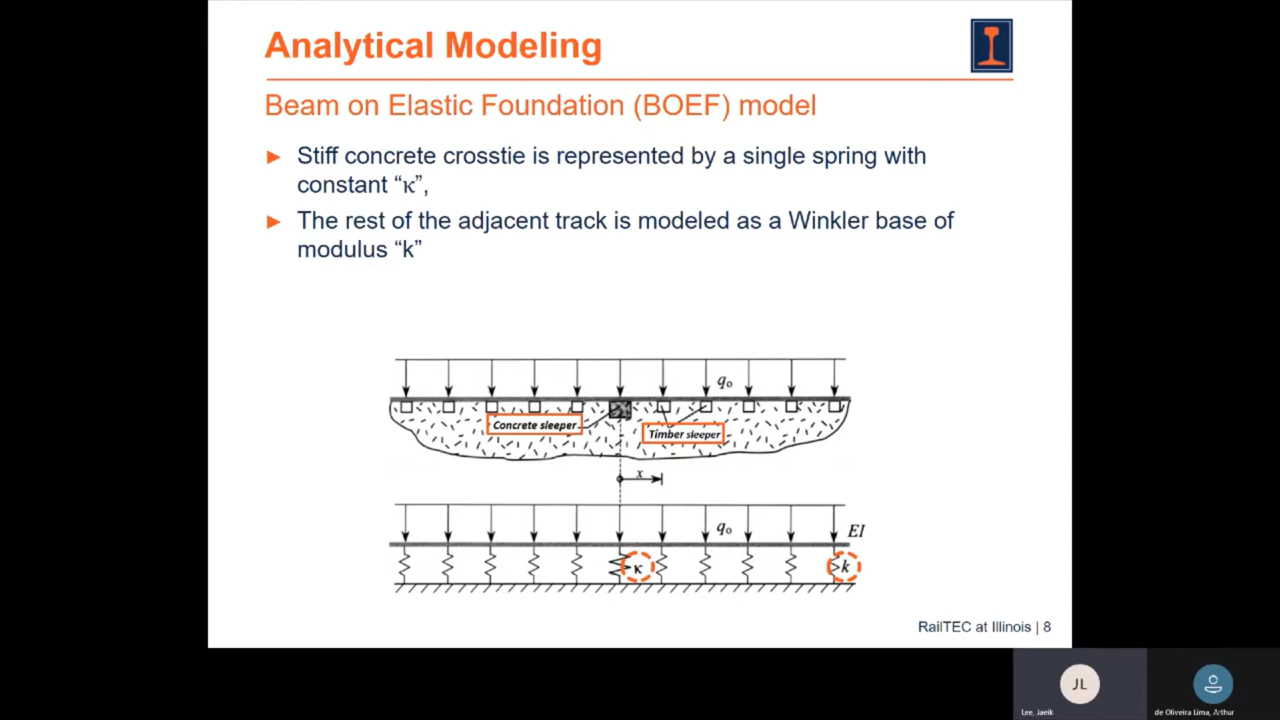 Analytical Modeling
Beam on Elastic Foundation (BOEF) model
Stiff concrete crosstie is represented by a single spring with
constant “κ”,
The rest of the adjacent track is modeled as a Winkler base of
modulus “k”
q₀
Concrete sleeper
Timber sleeper
x
q₀
EI
κ
k
RailTEC at Illinois | 8
JL
Lee, Jaeik
de Oliveira Lima, Arthur